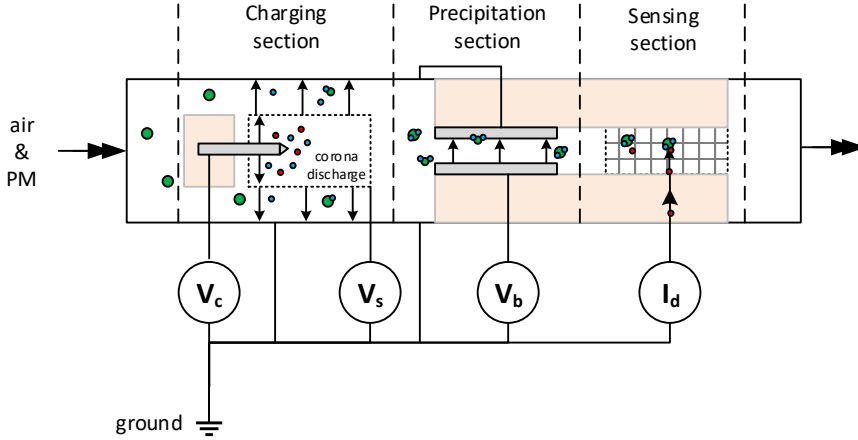 Charging
section
Precipitation
section
Sensing
section
air
&
PM
corona
discharge
Vc
Vs
Vb
Id
ground